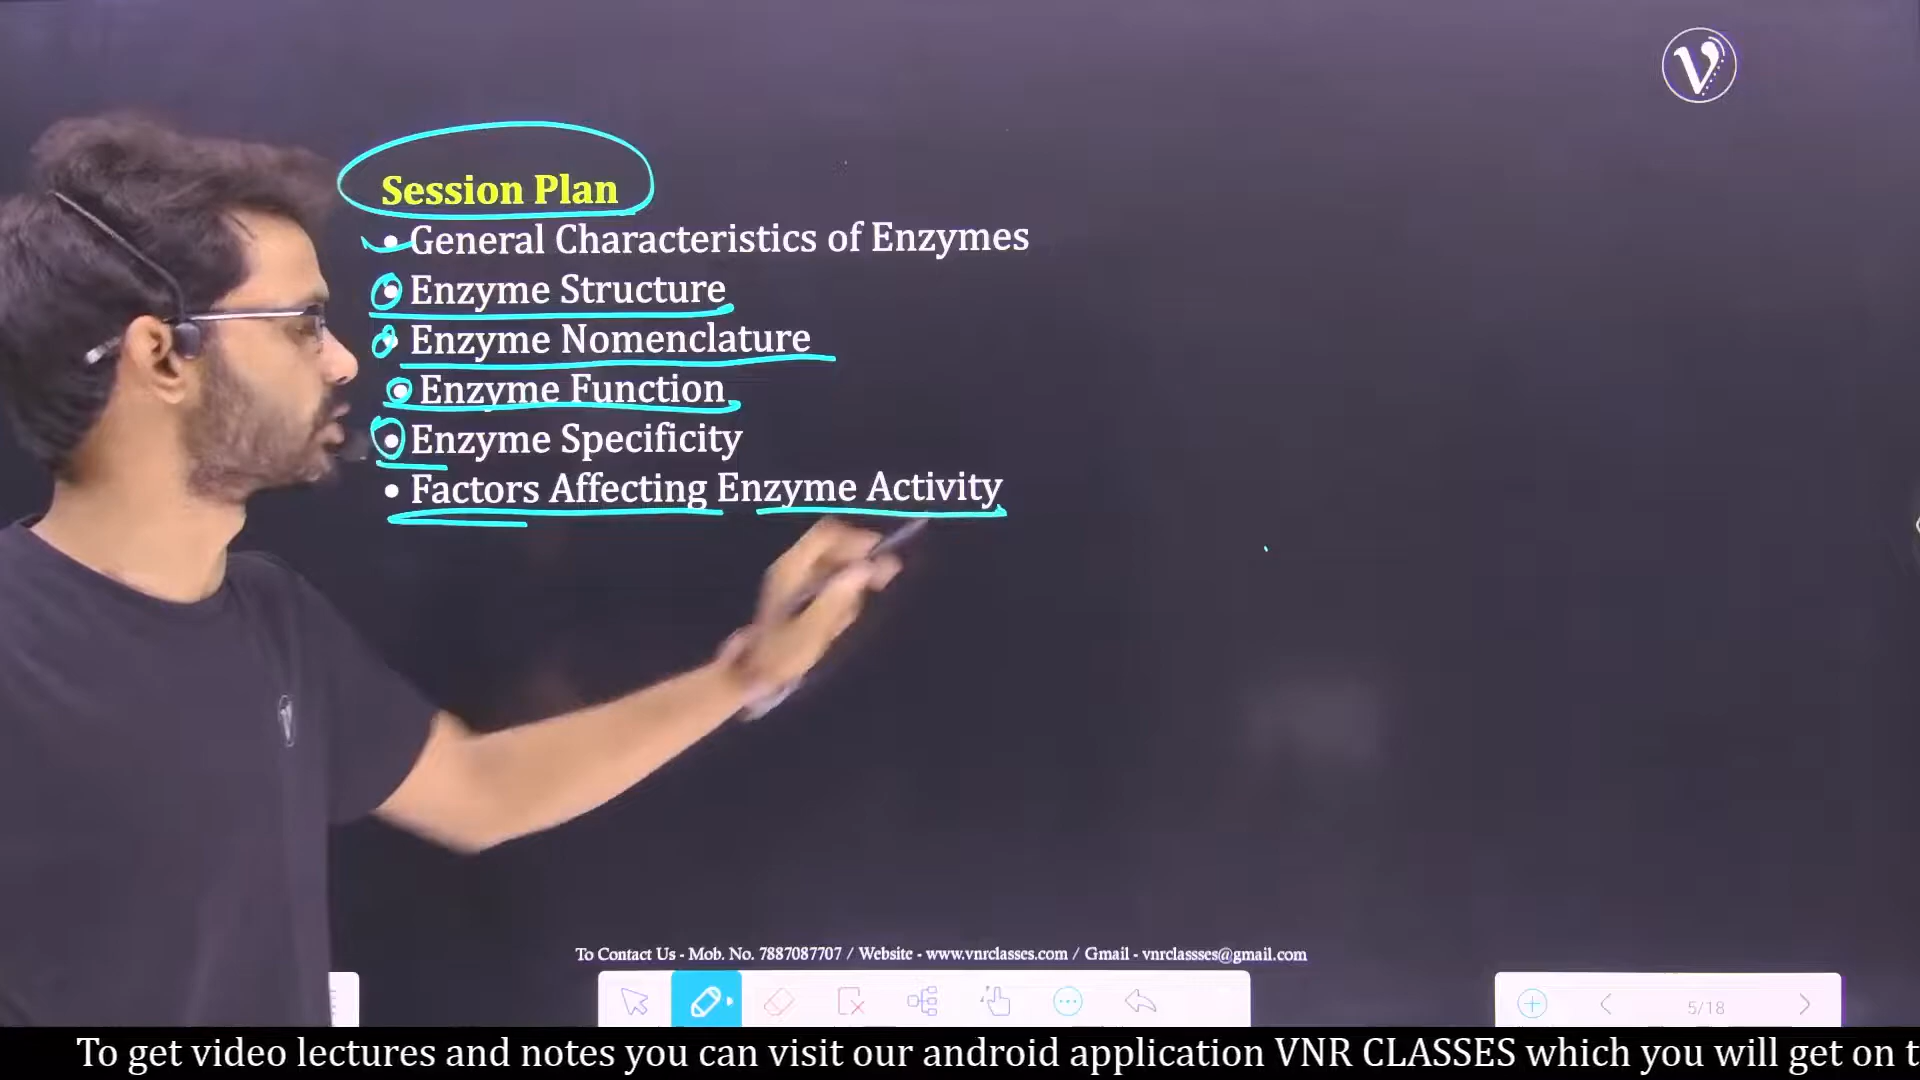 V
Session Plan
• General Characteristics of Enzymes
• Enzyme Structure
• Enzyme Nomenclature
• Enzyme Function
• Enzyme Specificity
• Factors Affecting Enzyme Activity
To Contact Us - Mob. No. 7887087707 / Website - www.vnrclasses.com / Gmail - vnrclassses@gmail.com
5/18
To get video lectures and notes you can visit our android application VNR CLASSES which you will get on t